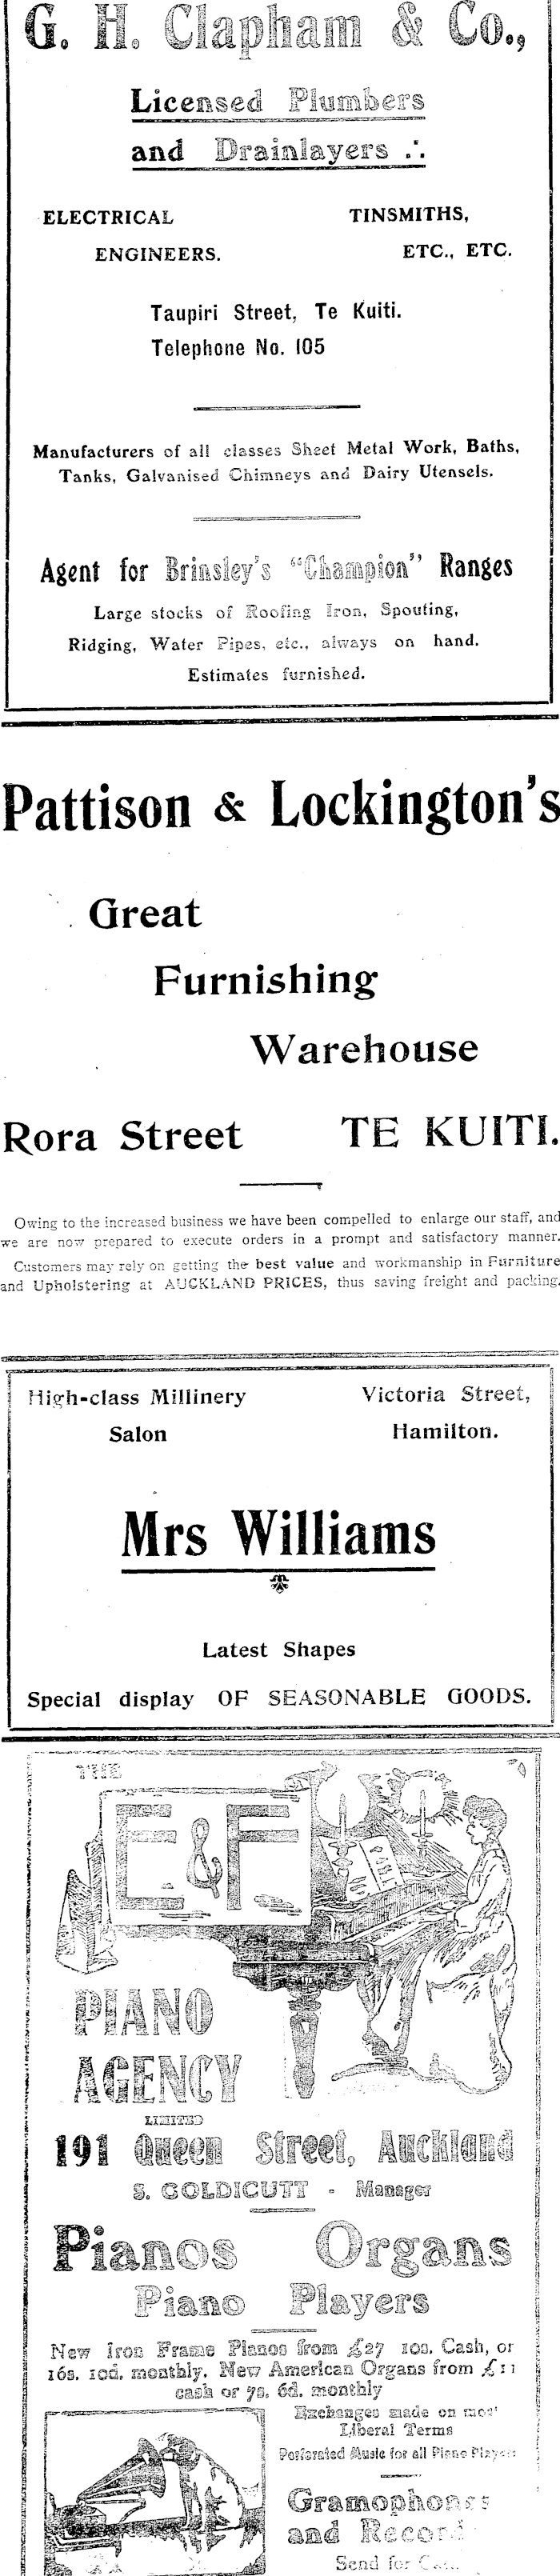 G. H. Clapham & Co.,
Licensed Plumbers
and Drainlayers ∴
ELECTRICAL TINSMITHS,
ENGINEERS. ETC., ETC.
Taupiri Street, Te Kuiti.
Telephone No. 105
Manufacturers of all classes Sheet Metal Work, Baths,
Tanks, Galvanised Chimneys and Dairy Utensels.
Agent for Brinsley's "Champion" Ranges
Large stocks of Roofing Iron, Spouting,
Ridging, Water Pipes, etc., always on hand.
Estimates furnished.
Pattison & Lockington's
Great
Furnishing
Warehouse
Rora Street TE KUITI.
Owing to the increased business we have been compelled to enlarge our staff, and
we are now prepared to execute orders in a prompt and satisfactory manner.
Customers may rely on getting the best value and workmanship in Furniture
and Upholstering at AUCKLAND PRICES, thus saving freight and packing.
High-class Millinery Victoria Street,
Salon Hamilton.
Mrs Williams
Latest Shapes
Special display OF SEASONABLE GOODS.
THE
E & F
PIANO
AGENCY
LIMITED
191 Queen Street, Auckland
S. GOLDICUTT - Manager
Pianos Organs
Piano Players
New Iron Frame Pianos from £27 10s. Cash, or
16s. 10d. monthly. New American Organs from £11
cash or 7s. 6d. monthly
Exchanges made on most
Liberal Terms
Perforated Music for all Piano Players
Gramophones
and Record
Send for